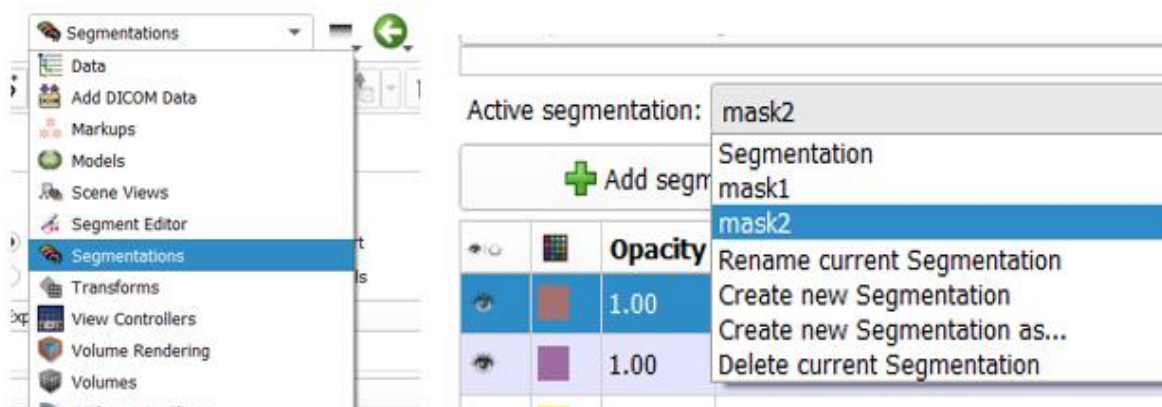 Segmentations
Data
Add DICOM Data
Markups
Models
Scene Views
Segment Editor
Segmentations
Transforms
View Controllers
Volume Rendering
Volumes
Active segmentation: mask2
Segmentation
mask1
mask2
Rename current Segmentation
Create new Segmentation
Create new Segmentation as...
Delete current Segmentation
Add segm
Opacity
1.00
1.00